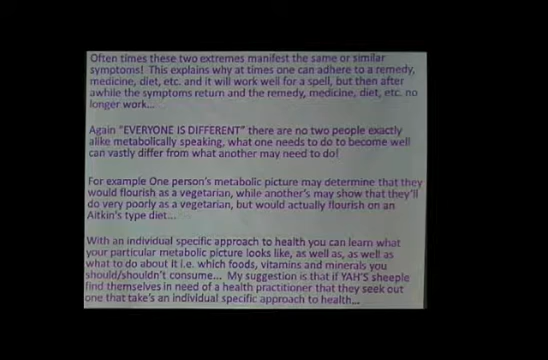 Often times these two extremes manifest the same or similar
symptoms! This explains why at times one can adhere to a remedy,
medicine, diet, etc. and it will work well for a spell, but then after
awhile the symptoms return and the remedy, medicine, diet, etc. no
longer work...
Again "EVERYONE IS DIFFERENT" there are no two people exactly
alike metabolically speaking, what one needs to do to become well
can vastly differ from what another may need to do!
For example One person's metabolic picture may determine that they
would flourish as a vegetarian, while another's may show that they'll
do very poorly as a vegetarian, but would actually flourish on an
Aitkin's type diet...
With an individual specific approach to health you can learn what
your particular metabolic picture looks like, as well as, as well as
what to do about it i.e. which foods, vitamins and minerals you
should/shouldn't consume... My suggestion is that if YAH'S sheeple
find themselves in need of a health practitioner that they seek out
one that take's an individual specific approach to health...